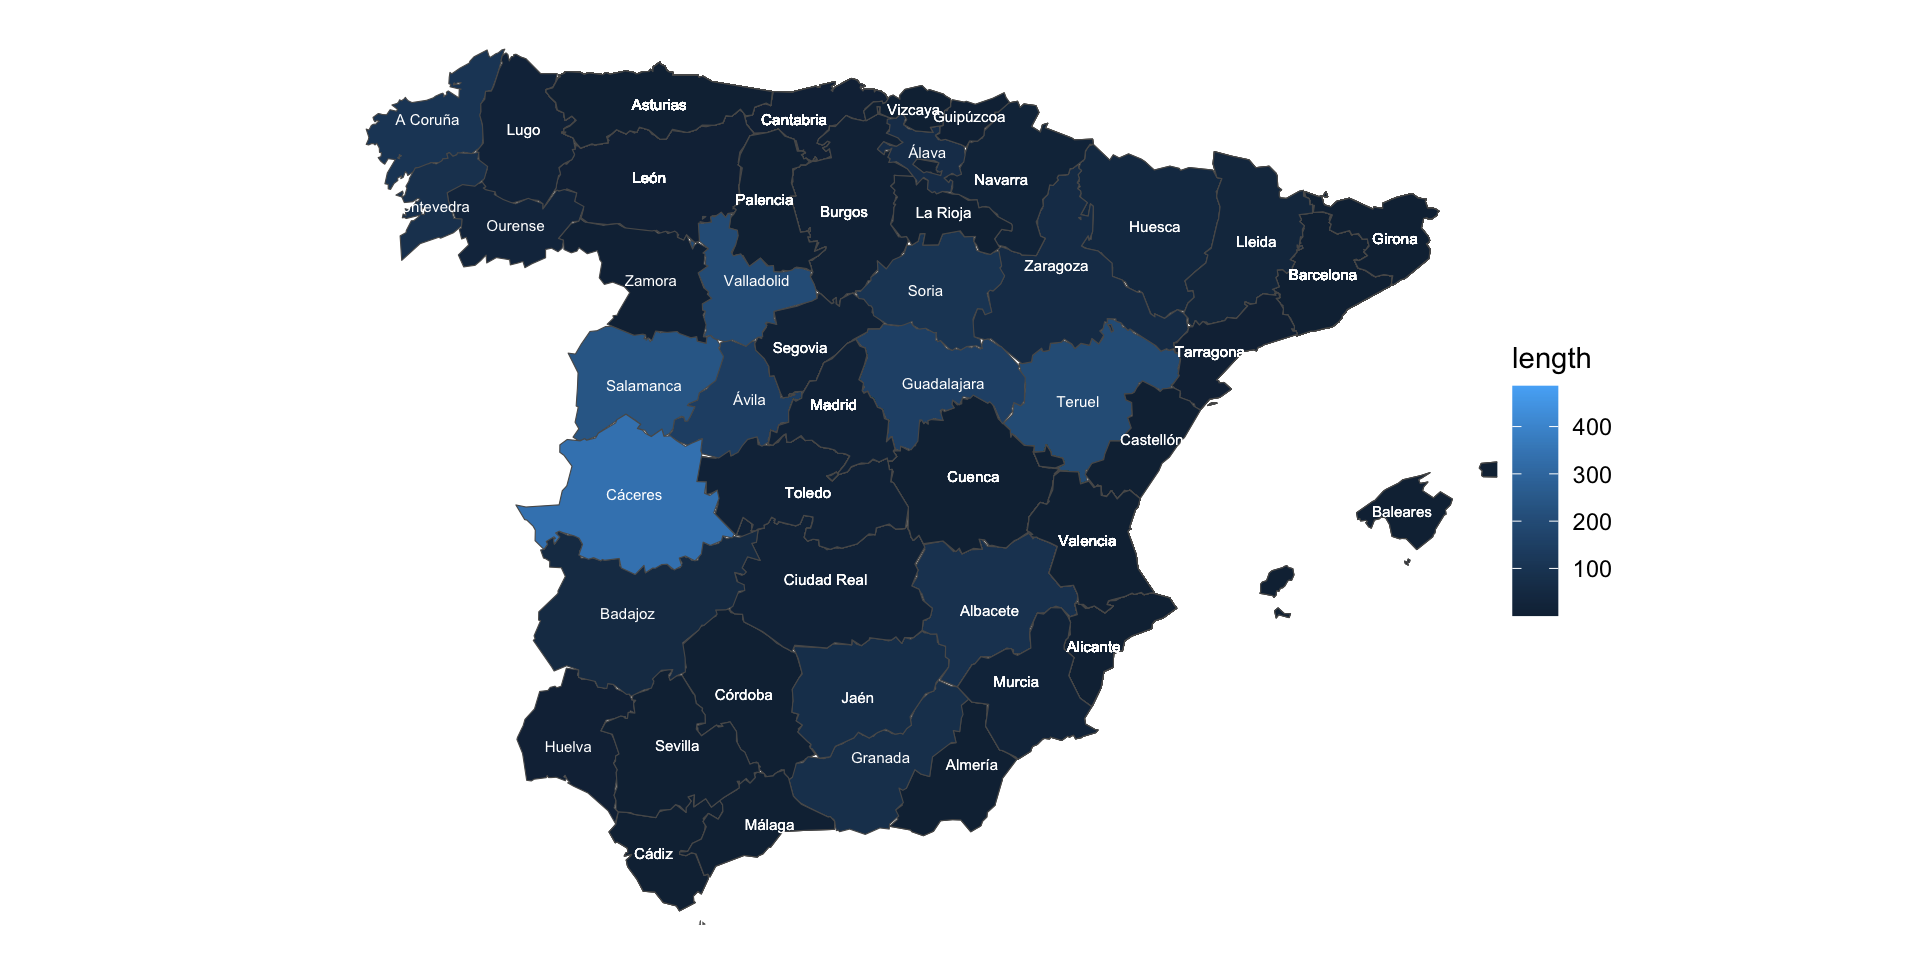 Asturias
Vizcaya
Guipúzcoa
A Coruña
Cantabria
Lugo
Álava
León
Navarra
Palencia
ontevedra
Burgos
La Rioja
Ourense
Huesca
Lleida
Girona
Zaragoza
Barcelona
Zamora
Valladolid
Soria
Segovia
Tarragona
length
Salamanca
Guadalajara
Ávila
Teruel
Madrid
400
Castellón
300
Cuenca
Cáceres
Toledo
Baleares
200
Valencia
100
Ciudad Real
Badajoz
Albacete
Alicante
Murcia
Córdoba
Jaén
Huelva
Sevilla
Granada
Almería
Málaga
Cádiz